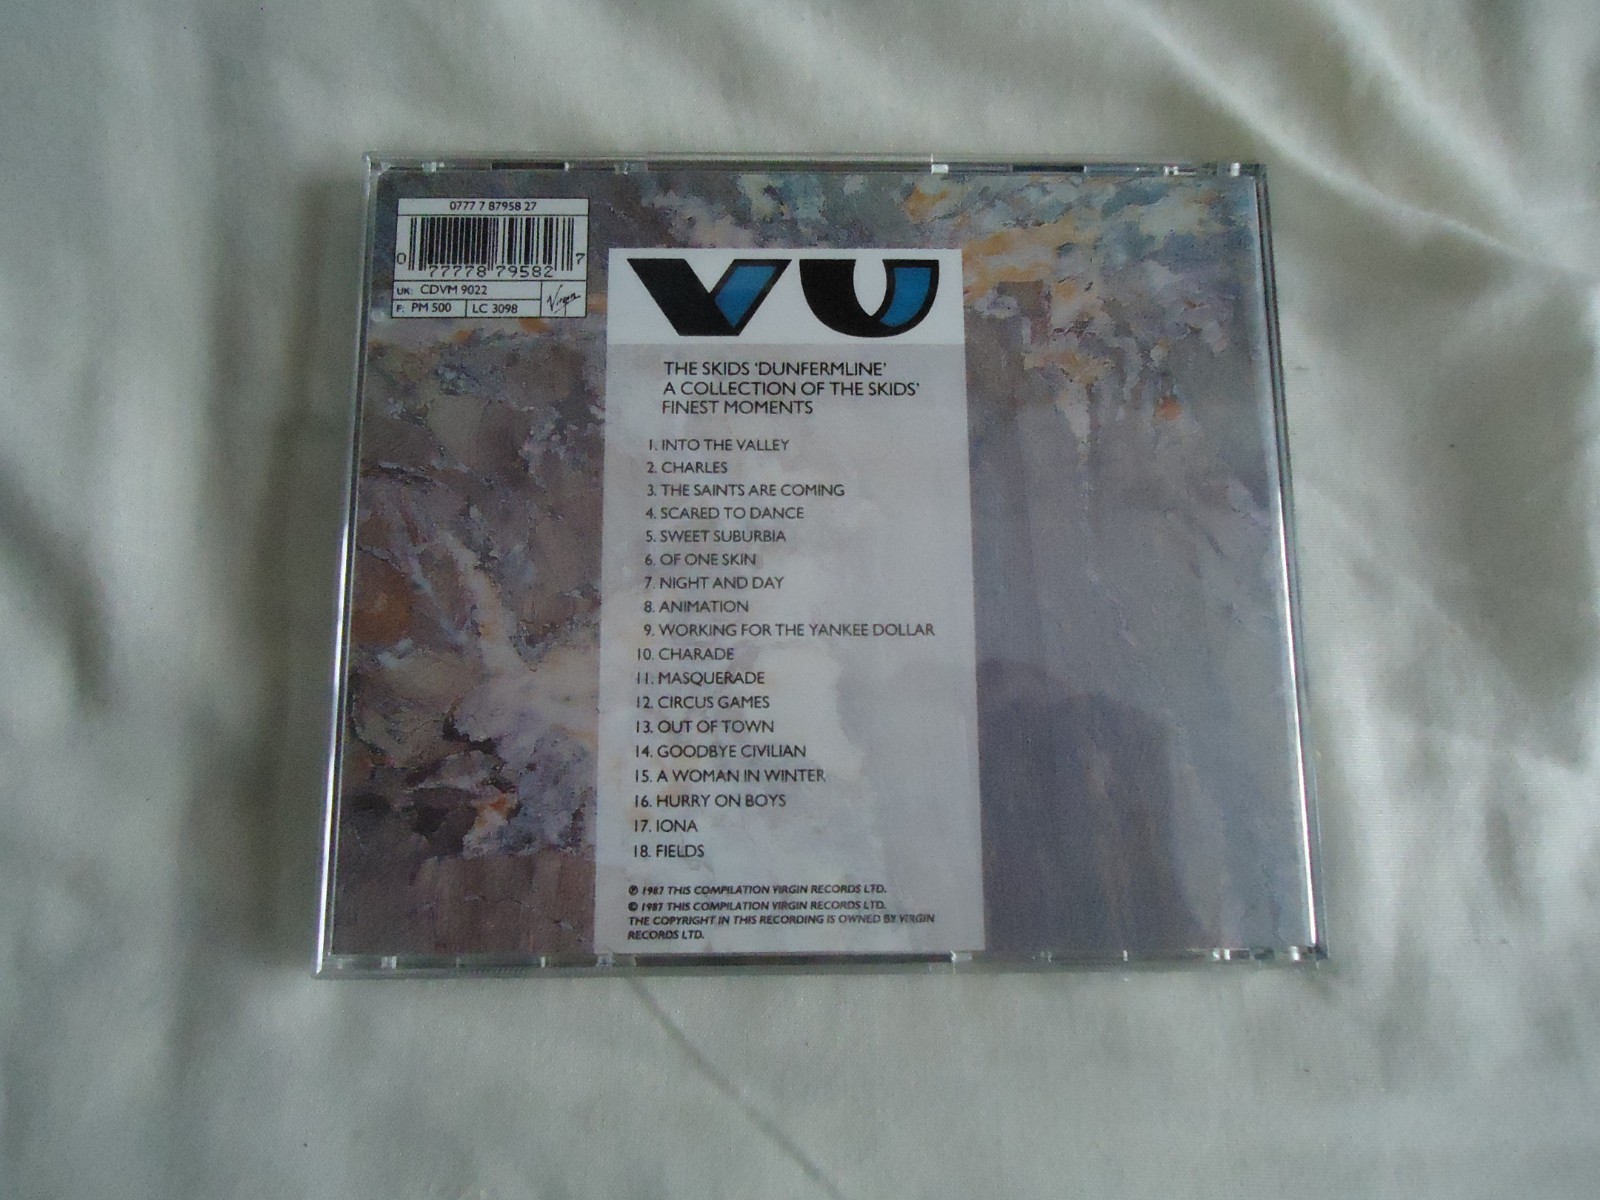 0777 7 87958 27
0 77778 79582 7
UK: CDVM 9022
F: PM 500 LC 3098 Virgin
VU
THE SKIDS 'DUNFERMLINE'
A COLLECTION OF THE SKIDS'
FINEST MOMENTS
1. INTO THE VALLEY
2. CHARLES
3. THE SAINTS ARE COMING
4. SCARED TO DANCE
5. SWEET SUBURBIA
6. OF ONE SKIN
7. NIGHT AND DAY
8. ANIMATION
9. WORKING FOR THE YANKEE DOLLAR
10. CHARADE
11. MASQUERADE
12. CIRCUS GAMES
13. OUT OF TOWN
14. GOODBYE CIVILIAN
15. A WOMAN IN WINTER
16. HURRY ON BOYS
17. IONA
18. FIELDS
℗ 1987 THIS COMPILATION VIRGIN RECORDS LTD.
© 1987 THIS COMPILATION VIRGIN RECORDS LTD.
THE COPYRIGHT IN THIS RECORDING IS OWNED BY VIRGIN
RECORDS LTD.